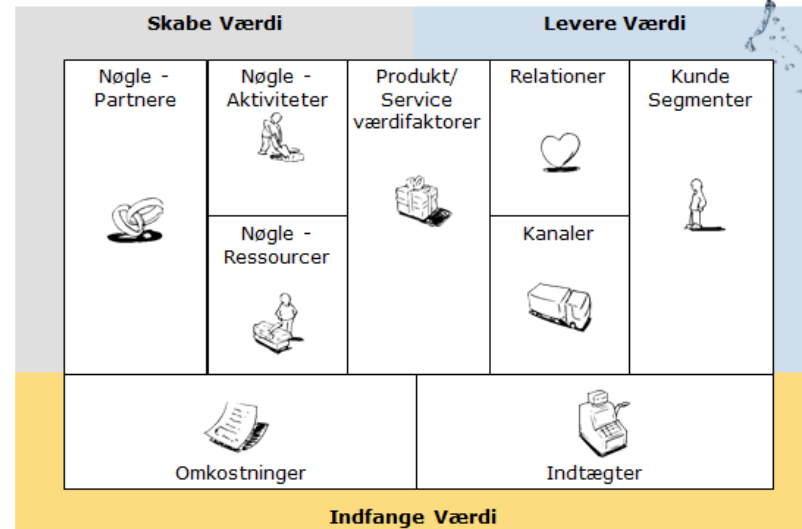 Skabe Værdi
Levere Værdi
Nøgle -
Partnere
Nøgle -
Aktiviteter
Nøgle -
Ressourcer
Produkt/
Service
værdifaktorer
Relationer
Kanaler
Kunde
Segmenter
Omkostninger
Indtægter
Indfange Værdi